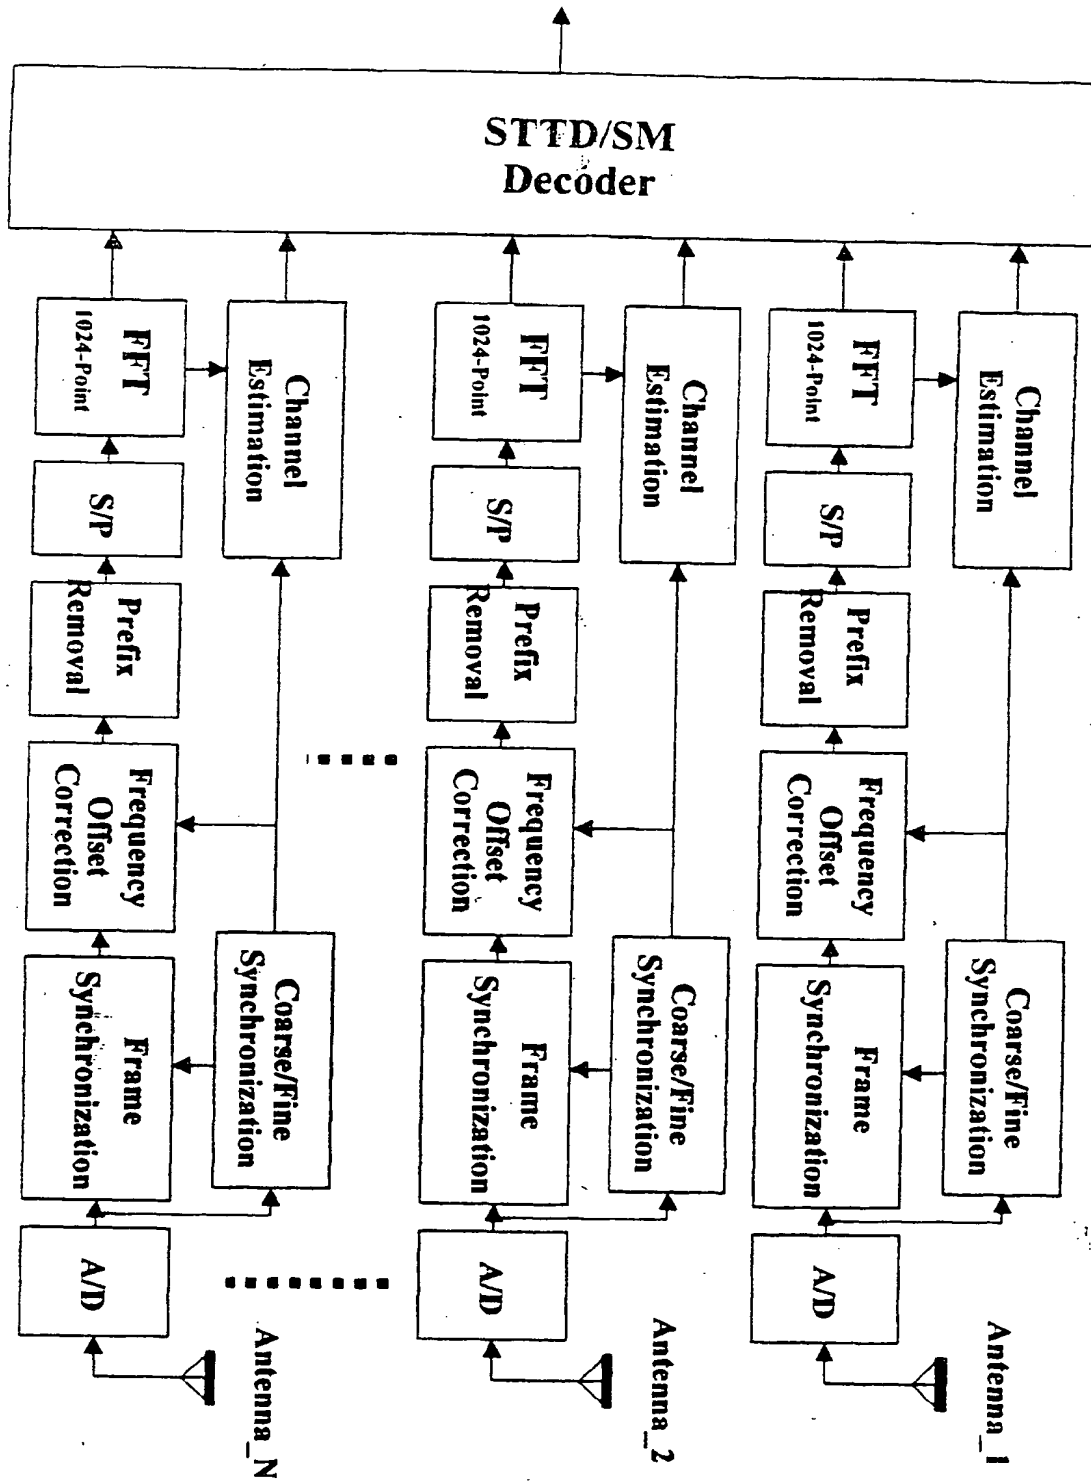 Antenna_1
A/D
Coarse/Fine
Synchronization
Frame
Synchronization
Frequency
Offset
Correction
Prefix
Removal
S/P
FFT
1024-Point
Channel
Estimation
Antenna_2
A/D
Coarse/Fine
Synchronization
Frame
Synchronization
Frequency
Offset
Correction
Prefix
Removal
S/P
FFT
1024-Point
Channel
Estimation
Antenna_N
A/D
Coarse/Fine
Synchronization
Frame
Synchronization
Frequency
Offset
Correction
Prefix
Removal
S/P
FFT
1024-Point
Channel
Estimation
STTD/SM
Decoder